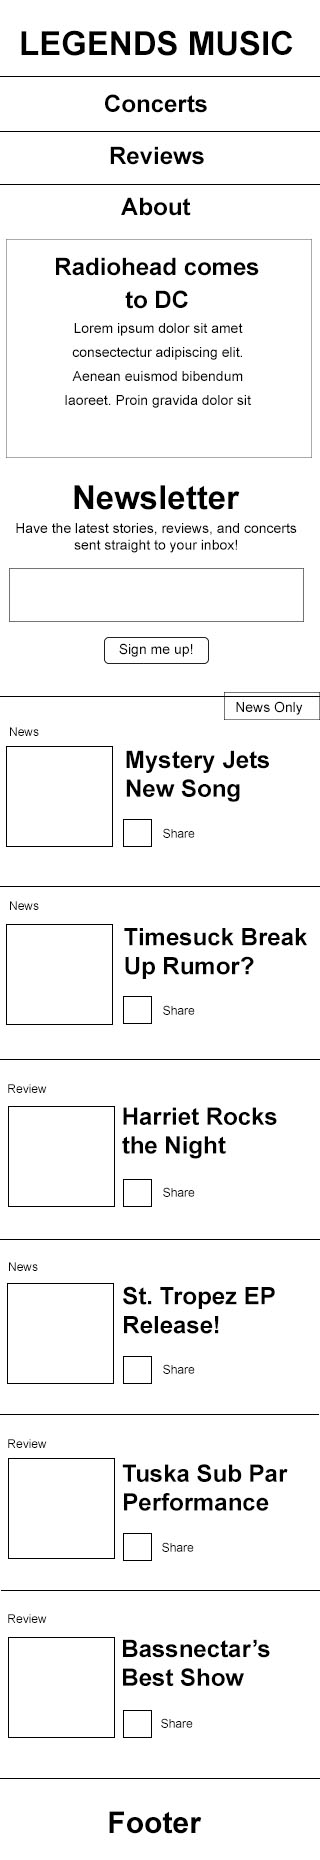 LEGENDS MUSIC
Concerts
Reviews
About
Radiohead comes
to DC
Lorem ipsum dolor sit amet
consectetur adipiscing elit.
Aenean euismod bibendum
laoreet. Proin gravida dolor sit
Newsletter
Have the latest stories, reviews, and concerts
sent straight to your inbox!
Sign me up!
News Only
News
Mystery Jets
New Song
Share
News
Timesuck Break
Up Rumor?
Share
Review
Harriet Rocks
the Night
Share
News
St. Tropez EP
Release!
Share
Review
Tuska Sub Par
Performance
Share
Review
Bassnectar’s
Best Show
Share
Footer